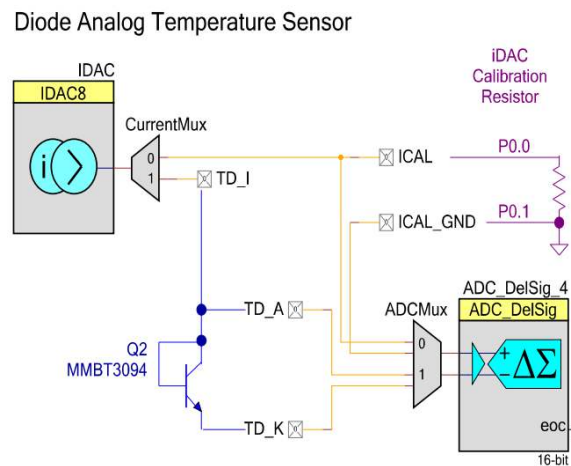 Diode Analog Temperature Sensor
IDAC
IDAC8
i
CurrentMux
0
1
TD_I
iDAC
Calibration
Resistor
ICAL
P0.0
ICAL_GND
P0.1
Q2
MMBT3094
TD_A
TD_K
ADCMux
0
1
ADC_DelSig_4
ADC_DelSig
+
-
ΔΣ
eoc
16-bit